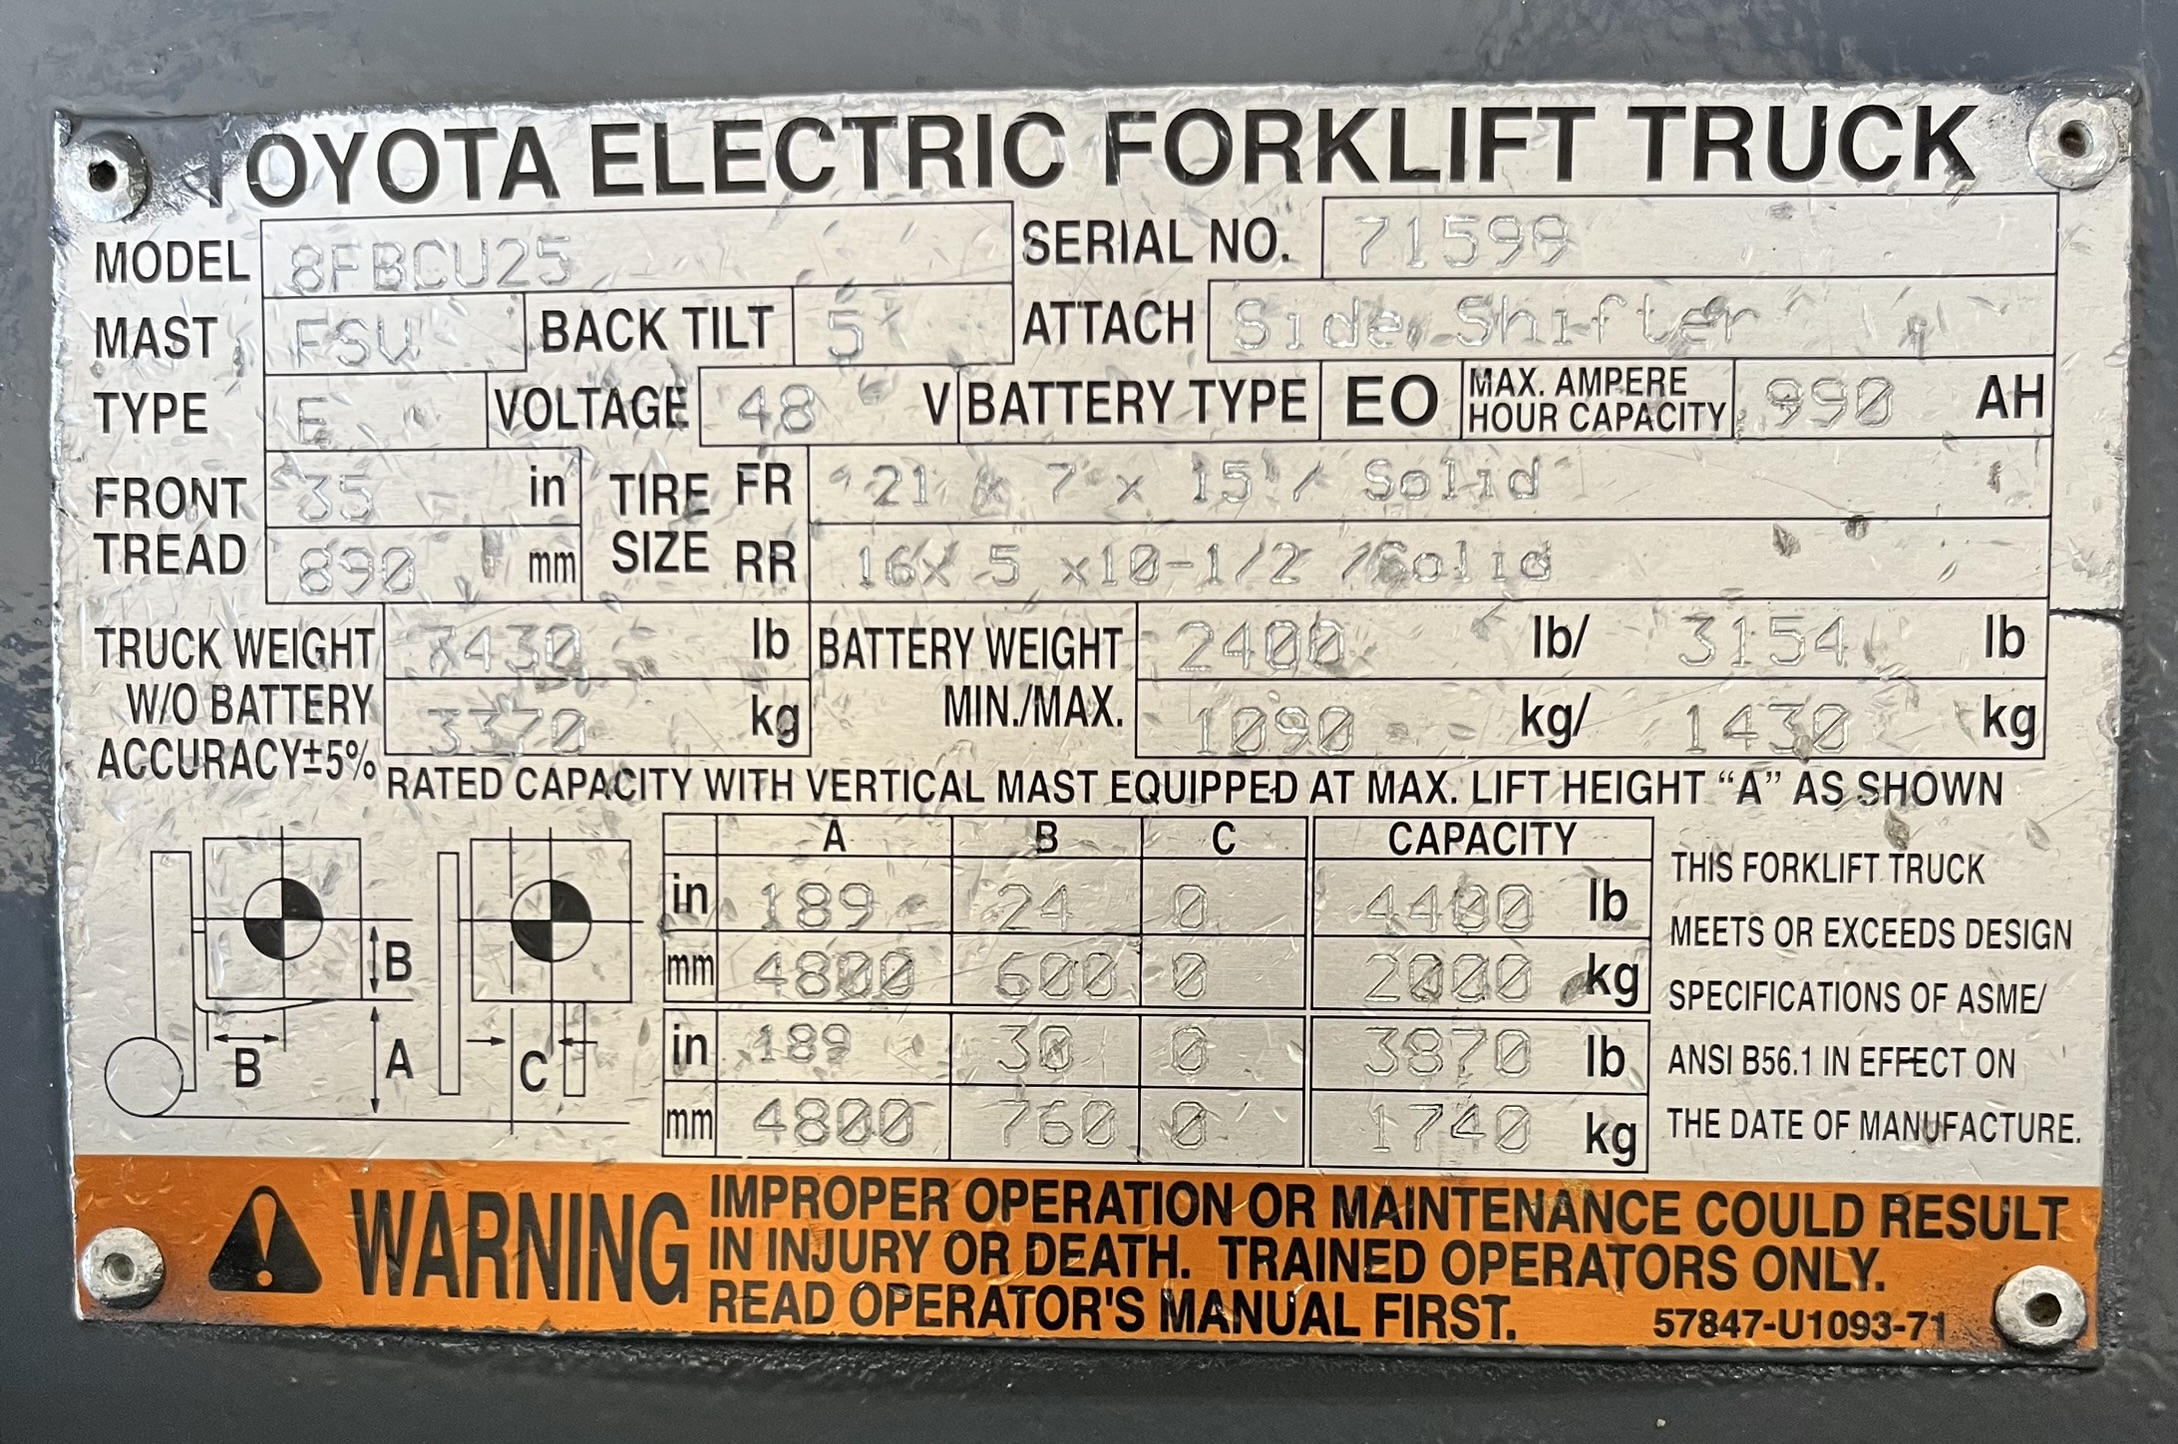 TOYOTA ELECTRIC FORKLIFT TRUCK
MODEL 8FBCU25 SERIAL NO. 71598
MAST FSV BACK TILT 5° ATTACH Side Shifter
TYPE E VOLTAGE 48 V BATTERY TYPE EO MAX. AMPERE HOUR CAPACITY 990 AH
FRONT TREAD 35 in TIRE SIZE FR 21 x 7 x 15 / Solid
890 mm RR 16x 5 x10-1/2 /Solid
TRUCK WEIGHT 7430 lb BATTERY WEIGHT 2400 lb/ 3154 lb
W/O BATTERY 3370 kg MIN./MAX. 1090 kg/ 1430 kg
ACCURACY±5%
RATED CAPACITY WITH VERTICAL MAST EQUIPPED AT MAX. LIFT HEIGHT “A” AS SHOWN
A B C CAPACITY
in 189 24 0 4400 lb
mm 4800 600 0 2000 kg
in 189 30 0 3870 lb
mm 4800 760 0 1740 kg
B
B
A
C
THIS FORKLIFT TRUCK
MEETS OR EXCEEDS DESIGN
SPECIFICATIONS OF ASME/
ANSI B56.1 IN EFFECT ON
THE DATE OF MANUFACTURE.
WARNING
IMPROPER OPERATION OR MAINTENANCE COULD RESULT
IN INJURY OR DEATH. TRAINED OPERATORS ONLY.
READ OPERATOR'S MANUAL FIRST. 57847-U1093-71